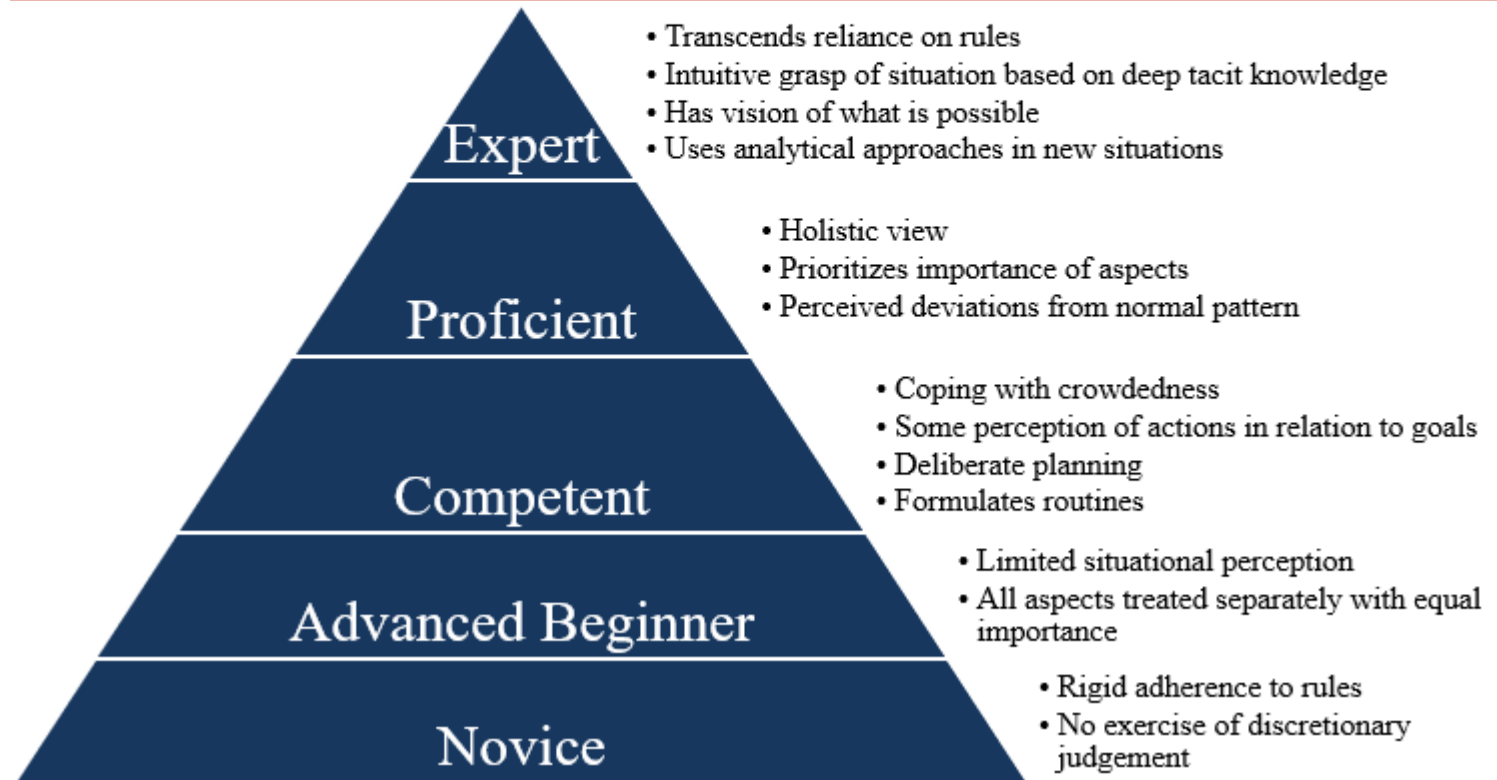 • Transcends reliance on rules
• Intuitive grasp of situation based on deep tacit knowledge
• Has vision of what is possible
• Uses analytical approaches in new situations
Expert
• Holistic view
• Prioritizes importance of aspects
• Perceived deviations from normal pattern
Proficient
• Coping with crowdedness
• Some perception of actions in relation to goals
• Deliberate planning
• Formulates routines
Competent
• Limited situational perception
• All aspects treated separately with equal
importance
Advanced Beginner
• Rigid adherence to rules
• No exercise of discretionary
judgement
Novice